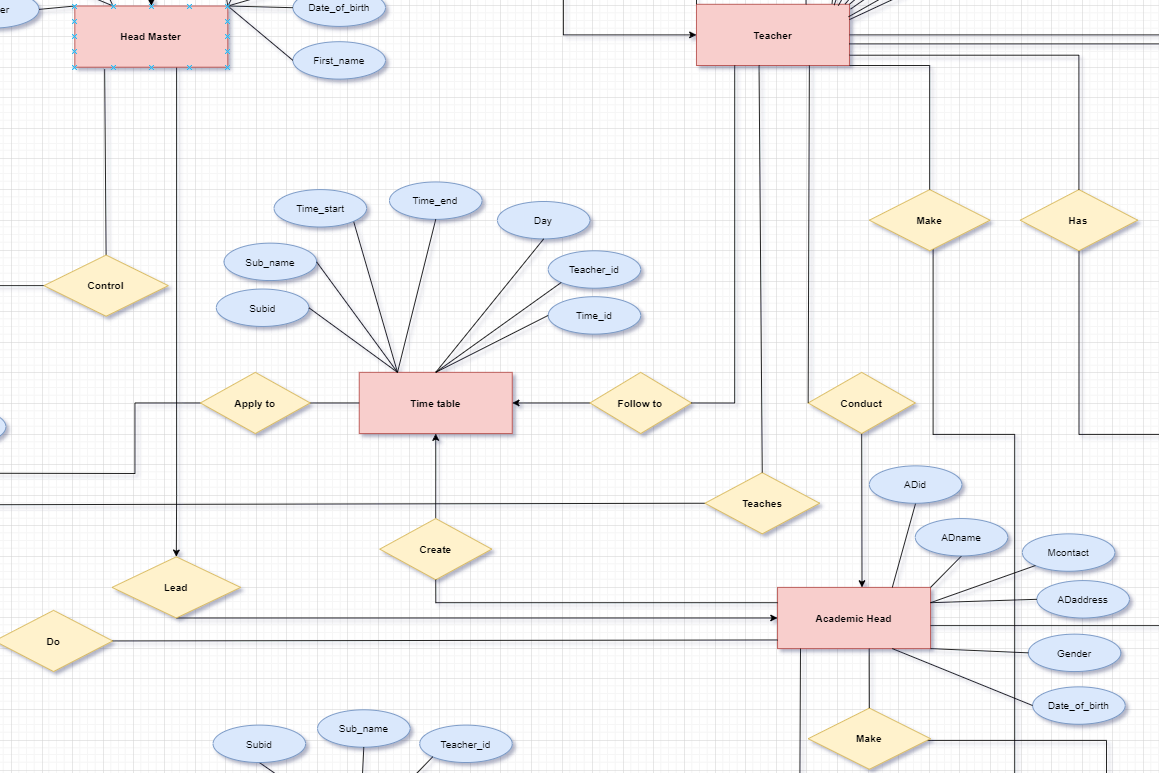 er
Date_of_birth
Head Master
Teacher
First_name
Time_start
Time_end
Day
Make
Has
Sub_name
Teacher_id
Control
Subid
Time_id
Apply to
Time table
Follow to
Conduct
ADid
Teaches
ADname
Create
Mcontact
Lead
ADaddress
Academic Head
Do
Gender
Date_of_birth
Sub_name
Make
Subid
Teacher_id